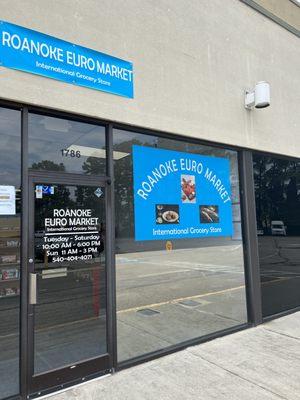 ROANOKE EURO MARKET
International Grocery Store
1786
ROANOKE
EURO MARKET
International Grocery Store
Tuesday - Saturday
10:00 AM - 6:00 PM
Sun 11 AM - 3 PM
540-404-4071
ROANOKE EURO MARKET
International Grocery Store